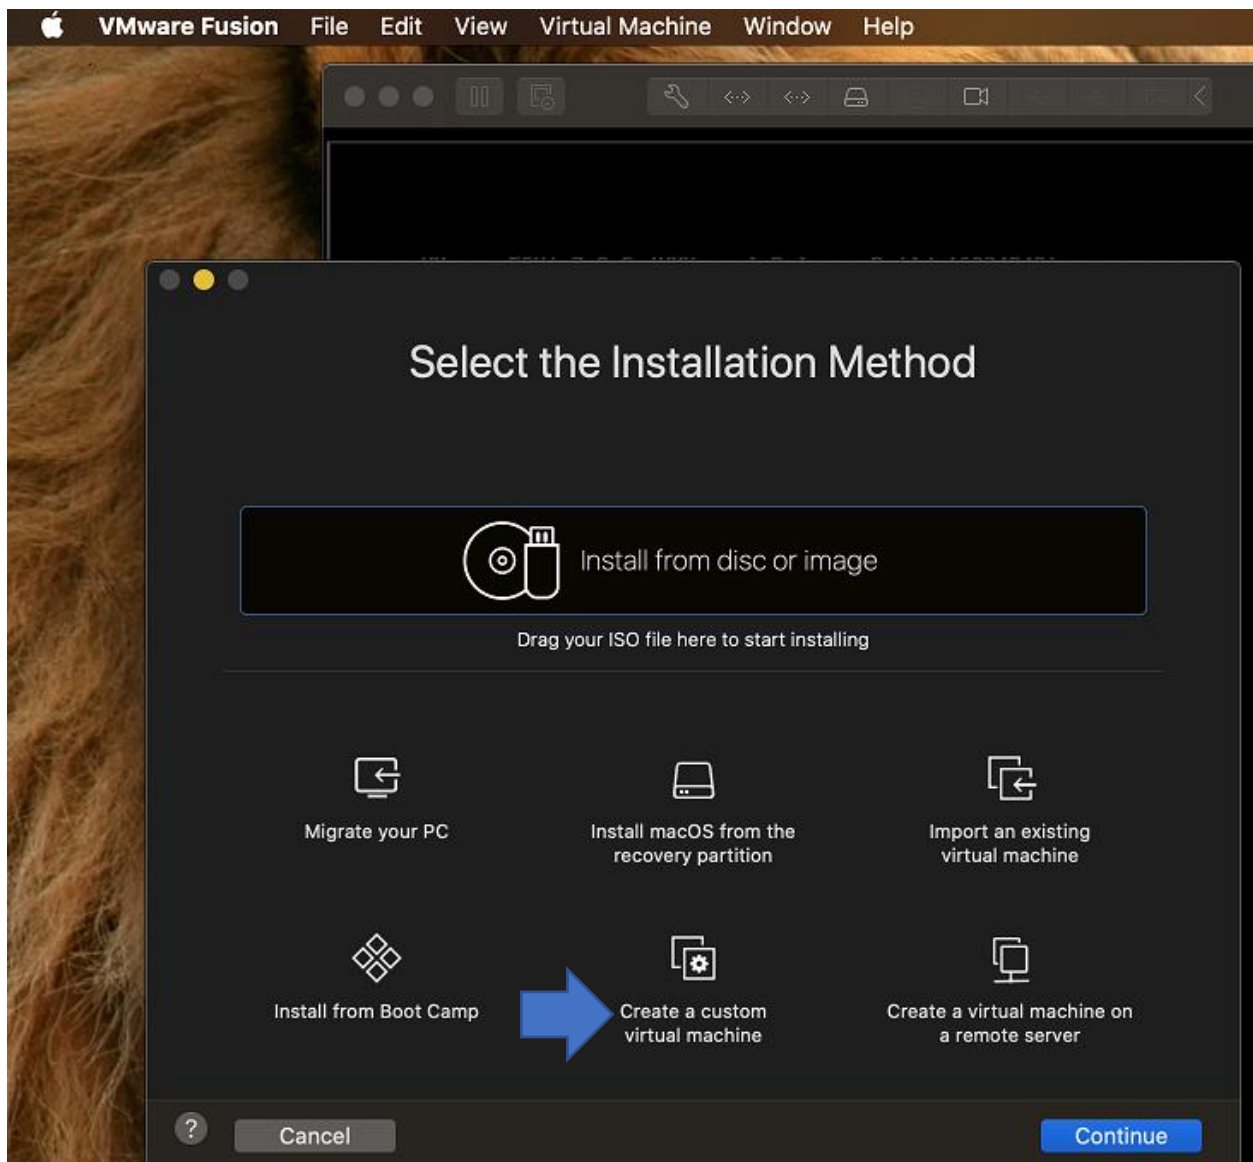 VMware Fusion File Edit View Virtual Machine Window Help
Select the Installation Method
Install from disc or image
Drag your ISO file here to start installing
Migrate your PC
Install macOS from the
recovery partition
Import an existing
virtual machine
Install from Boot Camp
Create a custom
virtual machine
Create a virtual machine on
a remote server
?
Cancel
Continue